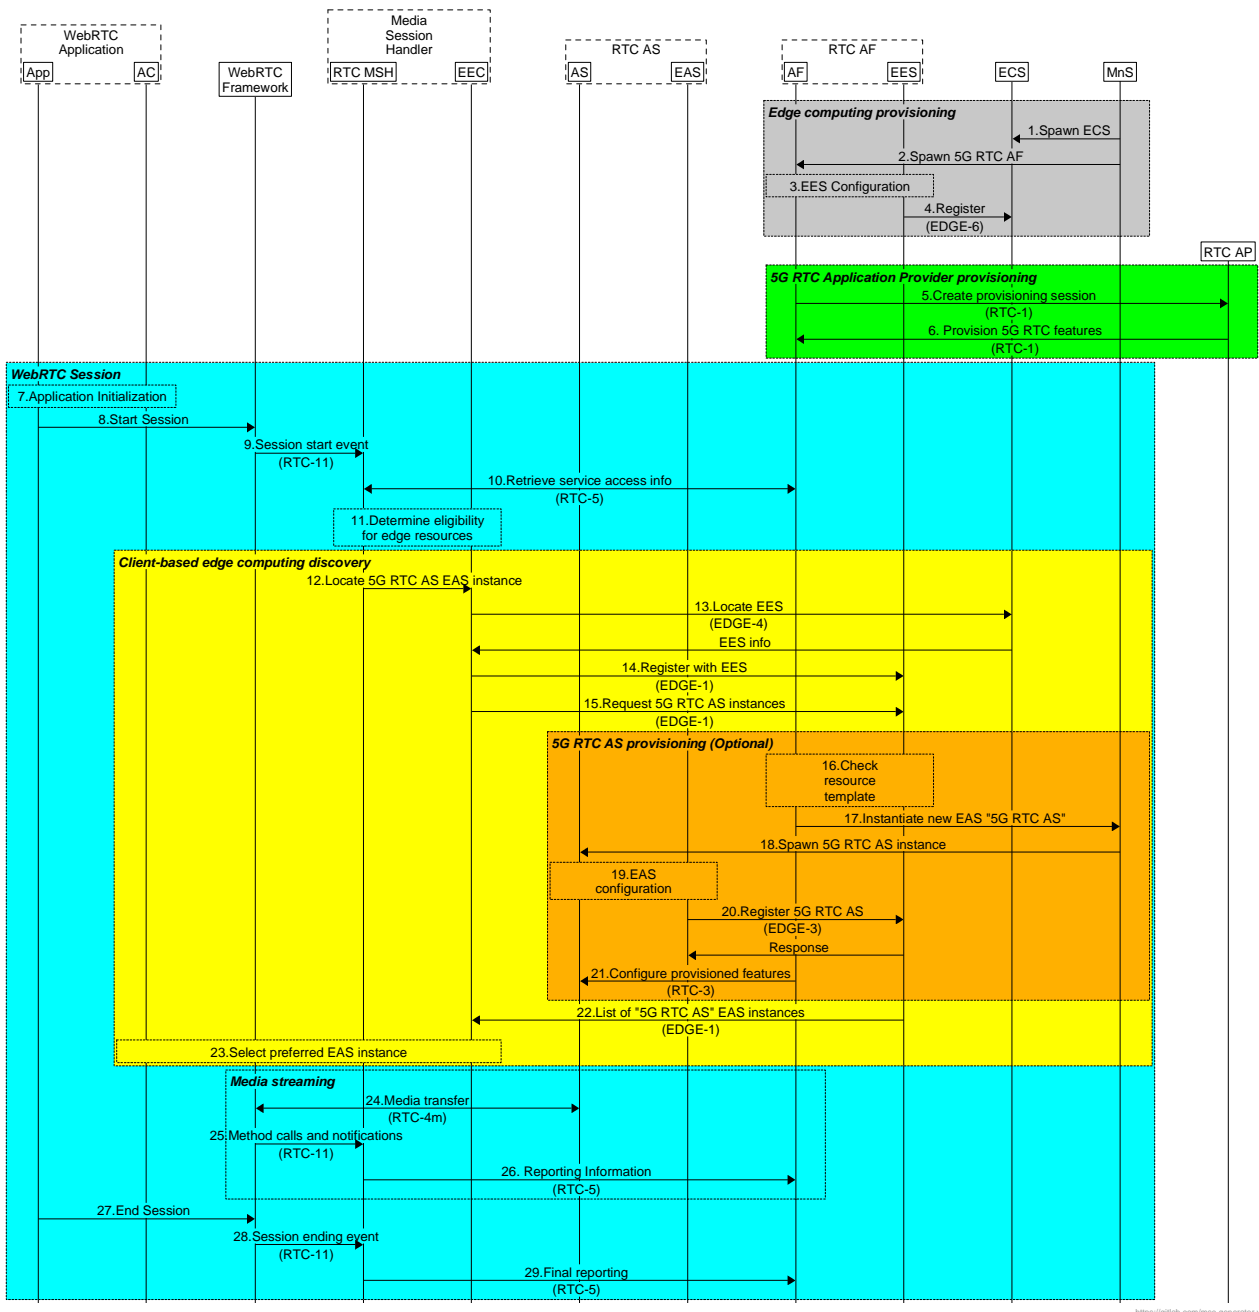 WebRTC
Application
Media
Session
Handler
RTC AS
RTC AF
App
AC
WebRTC
Framework
RTC MSH
EEC
AS
EAS
AF
EES
ECS
MnS
Edge computing provisioning
1.Spawn ECS
2.Spawn 5G RTC AF
3.EES Configuration
4.Register
(EDGE-6)
RTC AP
5G RTC Application Provider provisioning
5.Create provisioning session
(RTC-1)
6. Provision 5G RTC features
(RTC-1)
WebRTC Session
7.Application Initialization
8.Start Session
9.Session start event
(RTC-11)
10.Retrieve service access info
(RTC-5)
11.Determine eligibility
for edge resources
Client-based edge computing discovery
12.Locate 5G RTC AS EAS instance
13.Locate EES
(EDGE-4)
EES info
14.Register with EES
(EDGE-1)
15.Request 5G RTC AS instances
(EDGE-1)
5G RTC AS provisioning (Optional)
16.Check
resource
template
17.Instantiate new EAS "5G RTC AS"
18.Spawn 5G RTC AS instance
19.EAS
configuration
20.Register 5G RTC AS
(EDGE-3)
Response
21.Configure provisioned features
(RTC-3)
22.List of "5G RTC AS" EAS instances
(EDGE-1)
23.Select preferred EAS instance
Media streaming
24.Media transfer
(RTC-4m)
25.Method calls and notifications
(RTC-11)
26. Reporting Information
(RTC-5)
27.End Session
28.Session ending event
(RTC-11)
29.Final reporting
(RTC-5)